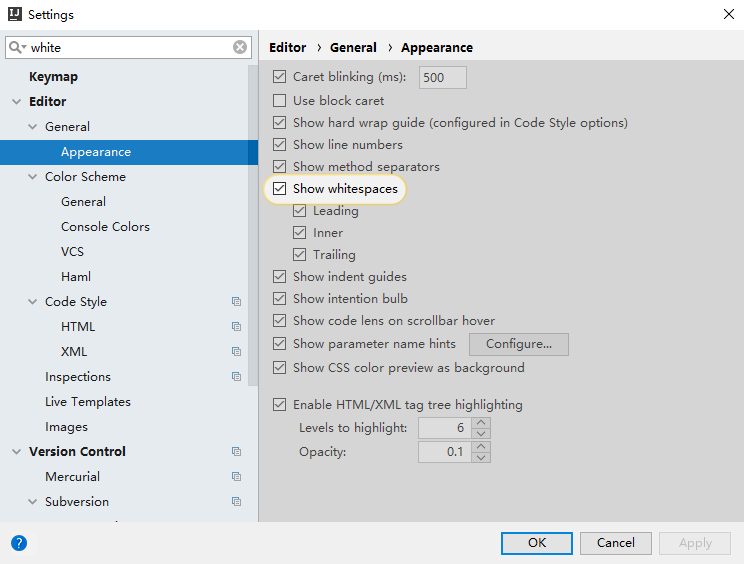 Settings
white
Keymap
Editor
General
Appearance
Color Scheme
General
Console Colors
VCS
Haml
Code Style
HTML
XML
Inspections
Live Templates
Images
Version Control
Mercurial
Subversion
Editor › General › Appearance
Caret blinking (ms): 500
Use block caret
Show hard wrap guide (configured in Code Style options)
Show line numbers
Show method separators
Show whitespaces
Leading
Inner
Trailing
Show indent guides
Show intention bulb
Show code lens on scrollbar hover
Show parameter name hints Configure...
Show CSS color preview as background
Enable HTML/XML tag tree highlighting
Levels to highlight: 6
Opacity: 0.1
? OK Cancel Apply